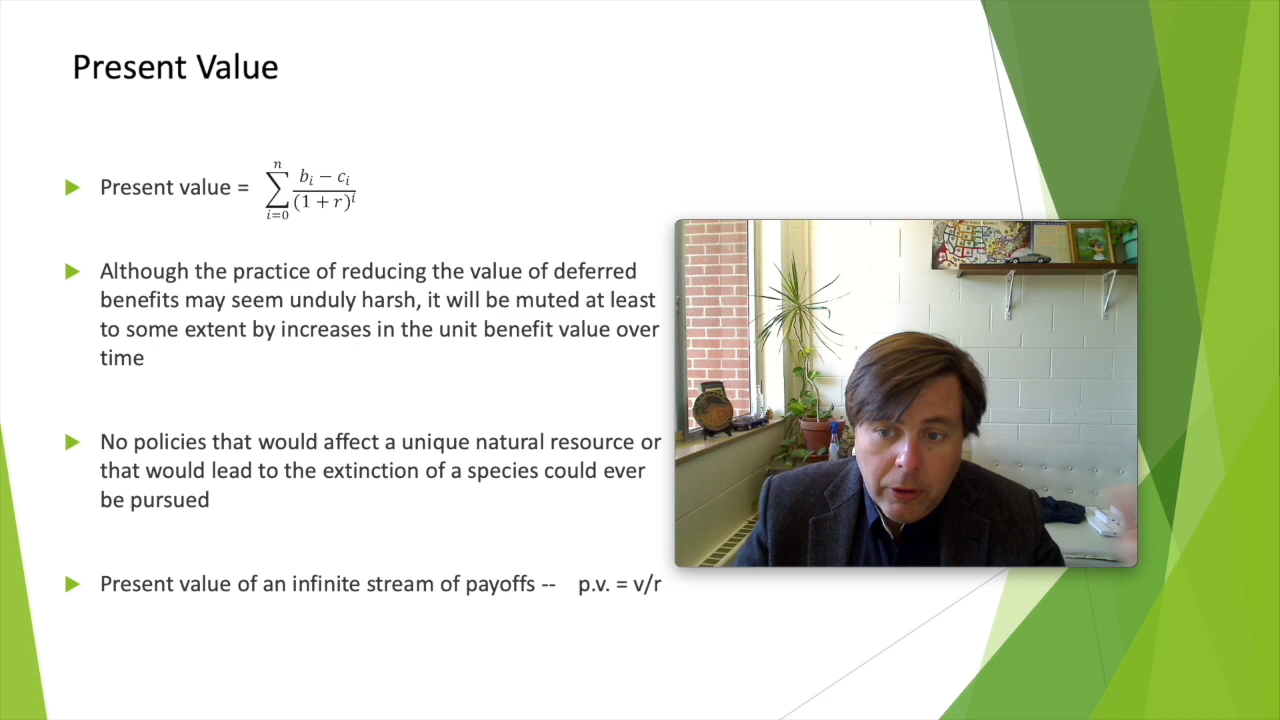 Present Value
Present value = \sum_{i=0}^{n} \frac{b_i - c_i}{(1 + r)^i}
Although the practice of reducing the value of deferred
benefits may seem unduly harsh, it will be muted at least
to some extent by increases in the unit benefit value over
time
No policies that would affect a unique natural resource or
that would lead to the extinction of a species could ever
be pursued
Present value of an infinite stream of payoffs -- p.v. = v/r